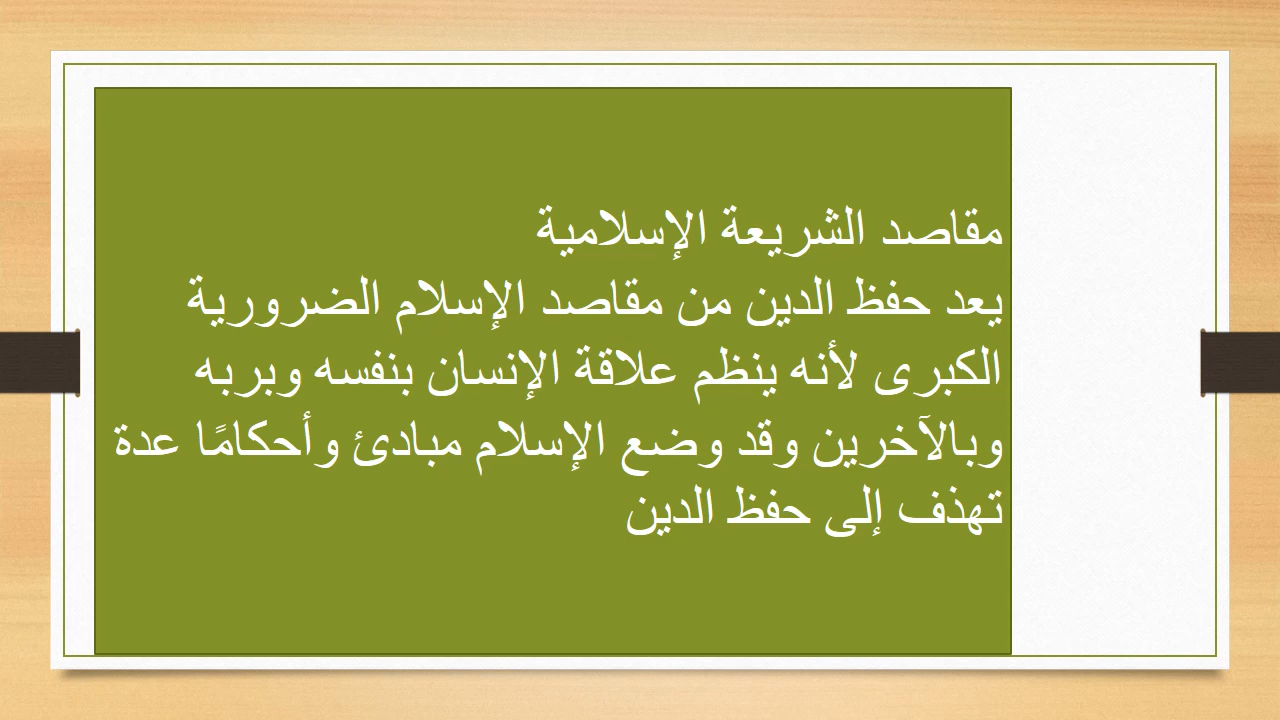 مقاصد الشريعة الإسلامية
يعد حفظ الدين من مقاصد الإسلام الضرورية
الكبرى لأنه ينظم علاقة الإنسان بنفسه وبربه
وبالآخرين وقد وضع الإسلام مبادئ وأحكامًا عدة
تهذف إلى حفظ الدين